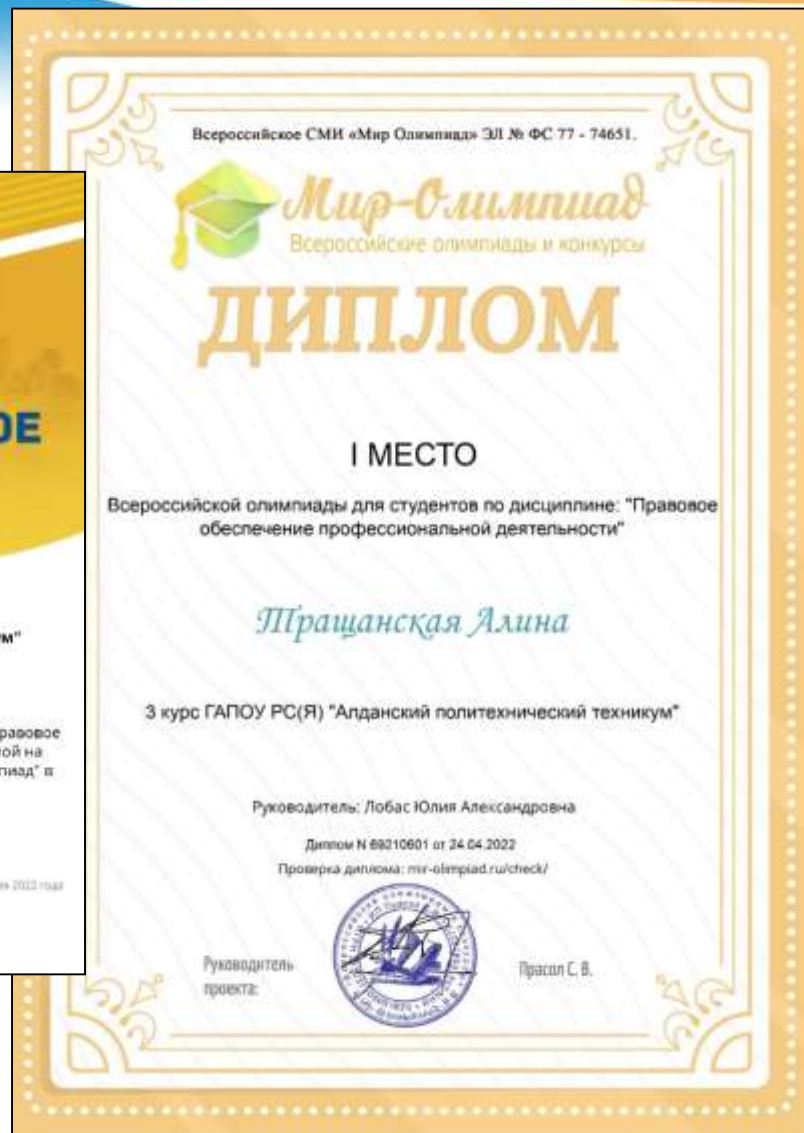 Всероссийское СМИ «Мир Олимпиад» ЭЛ № ФС 77 - 74651.
Мир-Олимпиад
Всероссийские олимпиады и конкурсы
ДИПЛОМ
I МЕСТО
Всероссийской олимпиады для студентов по дисциплине: "Правовое
обеспечение профессиональной деятельности"
Тращанская Алина
3 курс ГАПОУ РС(Я) "Алданский политехнический техникум"
Руководитель: Лобас Юлия Александровна
Диплом N 69210601 от 24.04.2022
Проверка диплома: mir-olimpiad.ru/check/
Руководитель
проекта:
Прасол С. В.
ОЕ
ум"
равовое
ой на
пиад" в
2022 года